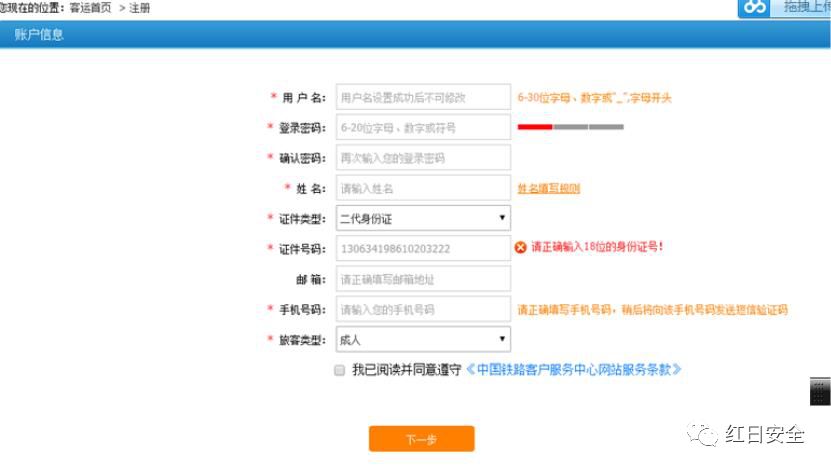 您现在的位置：客运首页 > 注册
拖拽上传
账户信息
* 用 户 名： 用户名设置成功后不可修改 6-30位字母、数字或"_",字母开头
* 登录密码： 6-20位字母、数字或符号
* 确认密码： 再次输入您的登录密码
* 姓 名： 请输入姓名 姓名填写规则
* 证件类型： 二代身份证
* 证件号码： 130634198610203222 请正确输入18位的身份证号！
邮 箱： 请正确填写邮箱地址
* 手机号码： 请输入您的手机号码 请正确填写手机号码，稍后将向该手机号码发送短信验证码
* 旅客类型： 成人
我已阅读并同意遵守《中国铁路客户服务中心网站服务条款》
下一步
红日安全